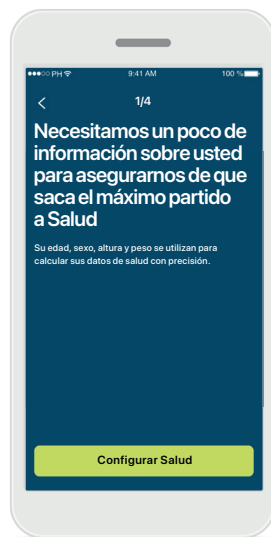 ●●●○○ PH 9:41 AM 100 %
1/4
Necesitamos un poco de
información sobre usted
para asegurarnos de que
saca el máximo partido
a Salud
Su edad, sexo, altura y peso se utilizan para
calcular sus datos de salud con precisión.
Configurar Salud